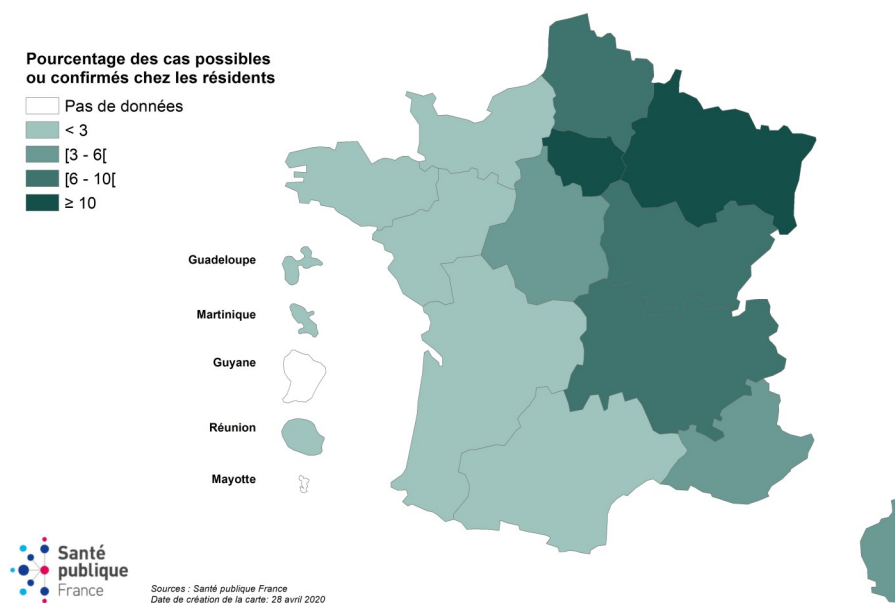 Pourcentage des cas possibles
ou confirmés chez les résidents
Pas de données
< 3
[3 - 6[
[6 - 10[
≥ 10
Guadeloupe
Martinique
Guyane
Réunion
Mayotte
Santé
publique
France
Sources : Santé publique France
Date de création de la carte: 28 avril 2020